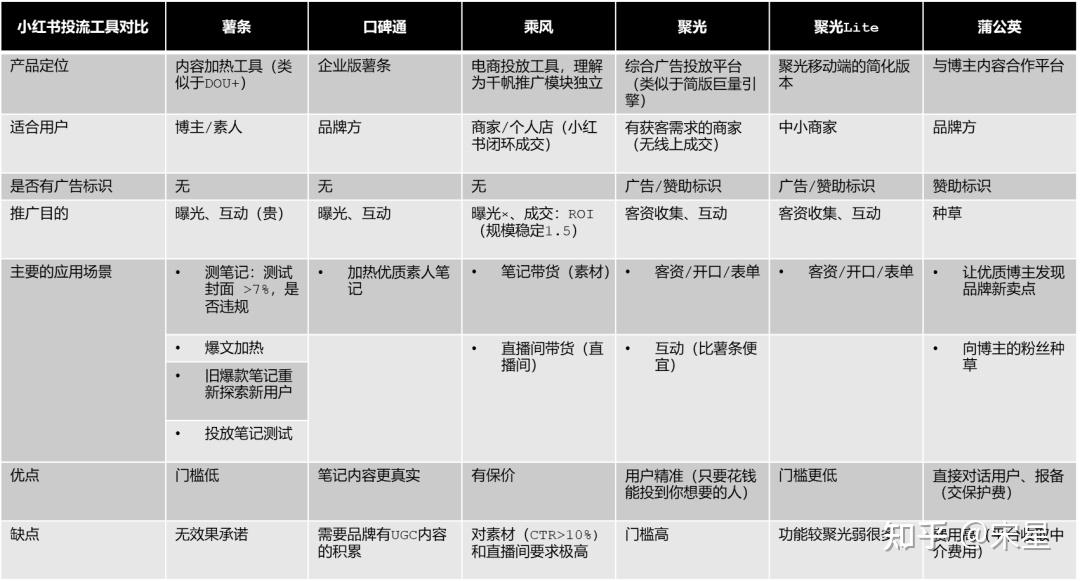 小红书投流工具对比
薯条
口碑通
乘风
聚光
聚光Lite
蒲公英
产品定位
内容加热工具（类
似于DOU+）
企业版薯条
电商投放工具，理解
为千帆推广模块独立
综合广告投放平台
（类似于简版巨量引
擎）
聚光移动端的简化版
本
与博主内容合作平台
适合用户
博主/素人
品牌方
商家/个人店（小红
书闭环成交）
有获客需求的商家
（无线上成交）
中小商家
品牌方
是否有广告标识
无
无
无
广告/赞助标识
广告/赞助标识
赞助标识
推广目的
曝光、互动（贵）
曝光、互动
曝光×、成交：ROI
（规模稳定1.5）
客资收集、互动
客资收集、互动
种草
主要的应用场景
• 测笔记：测试
封面 >7%，是
否违规
• 加热优质素人笔
记
• 笔记带货（素材）
• 客资/开口/表单
• 客资/开口/表单
• 让优质博主发现
品牌新卖点
• 爆文加热
• 直播间带货（直
播间）
• 互动（比薯条便
宜）
• 向博主的粉丝种
草
• 旧爆款笔记重
新探索新用户
• 投放笔记测试
优点
门槛低
笔记内容更真实
有保价
用户精准（只要花钱
能投到你想要的人）
门槛更低
直接对话用户、报备
（交保护费）
缺点
无效果承诺
需要品牌有UGC内容
的积累
对素材（CTR>10%）
和直播间要求极高
门槛高
功能较聚光弱很多
介费用）
知乎 @宋星